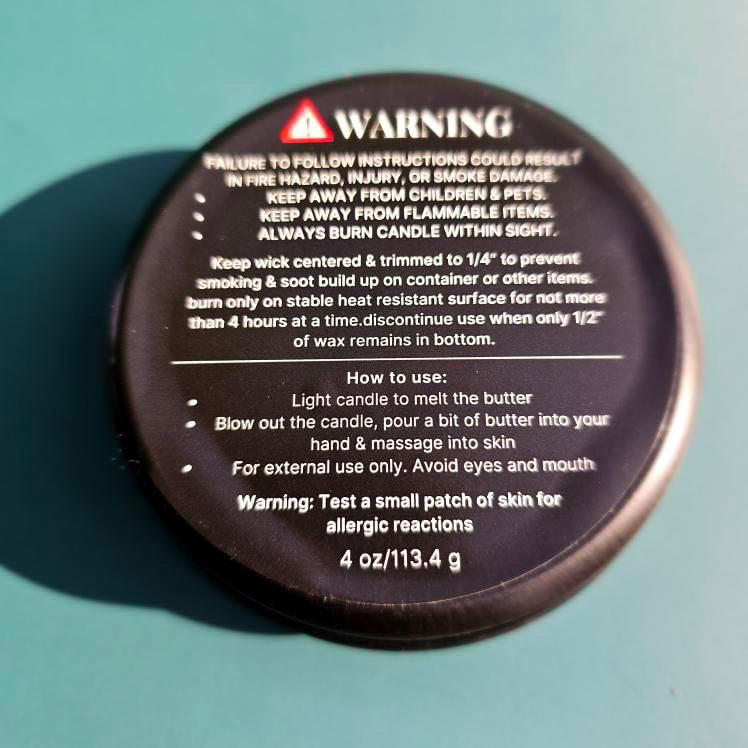 WARNING
FAILURE TO FOLLOW INSTRUCTIONS COULD RESULT
IN FIRE HAZARD, INJURY, OR SMOKE DAMAGE.
• KEEP AWAY FROM CHILDREN & PETS.
• KEEP AWAY FROM FLAMMABLE ITEMS.
• ALWAYS BURN CANDLE WITHIN SIGHT.
Keep wick centered & trimmed to 1/4" to prevent
smoking & soot build up on container or other items.
burn only on stable heat resistant surface for not more
than 4 hours at a time.discontinue use when only 1/2"
of wax remains in bottom.
How to use:
• Light candle to melt the butter
• Blow out the candle, pour a bit of butter into your
hand & massage into skin
• For external use only. Avoid eyes and mouth
Warning: Test a small patch of skin for
allergic reactions
4 oz/113.4 g